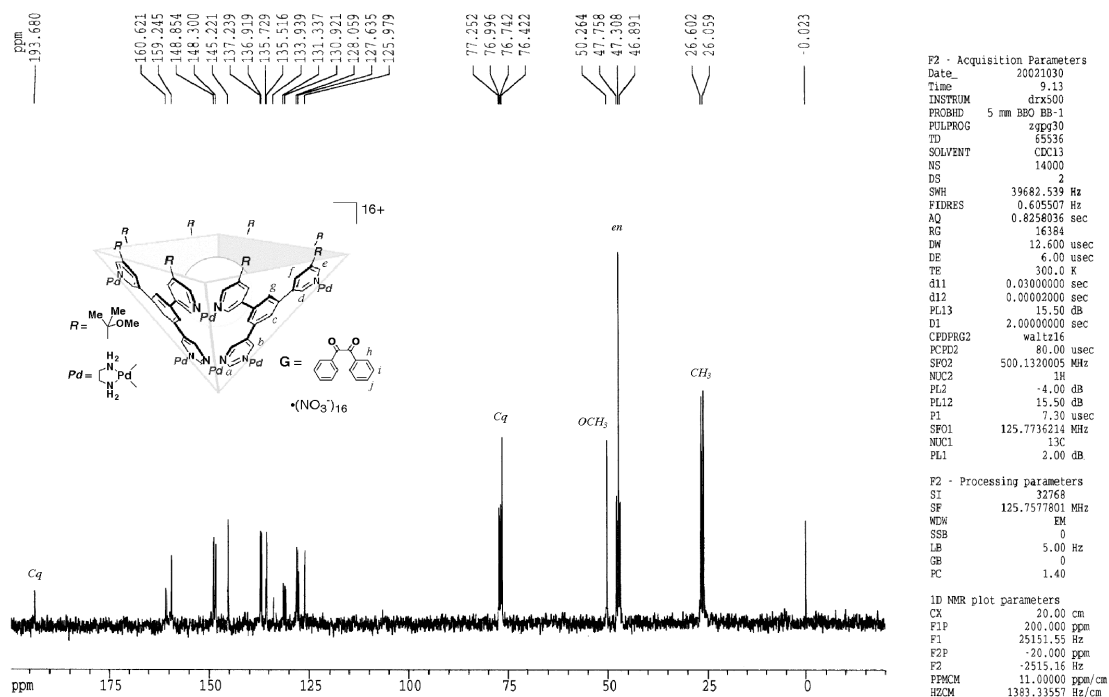 ppm
193.680
160.621
159.245
148.854
148.300
145.221
137.239
136.919
135.729
135.516
133.939
131.337
130.921
128.059
127.635
125.979
77.252
76.996
76.742
76.422
50.264
47.758
47.308
46.891
26.602
26.059
-0.023
16+
R R R R
R R R R
f e
Pd N N N Pd
g d
Pd c
R = Me Me OMe
b
Pd N N Pd N N Pd
a
Pd = H2 N Pd N H2
G = O O h i j
•(NO3-)16
Cq
Cq
OCH3
en
CH3
ppm 175 150 125 100 75 50 25 0
F2 - Acquisition Parameters
Date_ 20021030
Time 9.13
INSTRUM drx500
PROBHD 5 mm BBO BB-1
PULPROG zgpg30
TD 65536
SOLVENT CDCl3
NS 14000
DS 2
SWH 39682.539 Hz
FIDRES 0.605507 Hz
AQ 0.8258036 sec
RG 16384
DW 12.600 usec
DE 6.00 usec
TE 300.0 K
d11 0.03000000 sec
d12 0.00002000 sec
PL13 15.50 dB
D1 2.00000000 sec
CPDPRG2 waltz16
PCPD2 80.00 usec
SFO2 500.1320005 MHz
NUC2 1H
PL2 -4.00 dB
PL12 15.50 dB
P1 7.30 usec
SFO1 125.7736214 MHz
NUC1 13C
PL1 2.00 dB
F2 - Processing parameters
SI 32768
SF 125.7577801 MHz
WDW EM
SSB 0
LB 5.00 Hz
GB 0
PC 1.40
1D NMR plot parameters
CX 20.00 cm
F1P 200.000 ppm
F1 25151.55 Hz
F2P -20.000 ppm
F2 -2515.16 Hz
PPMCM 11.00000 ppm/cm
HZCM 1383.33557 Hz/cm